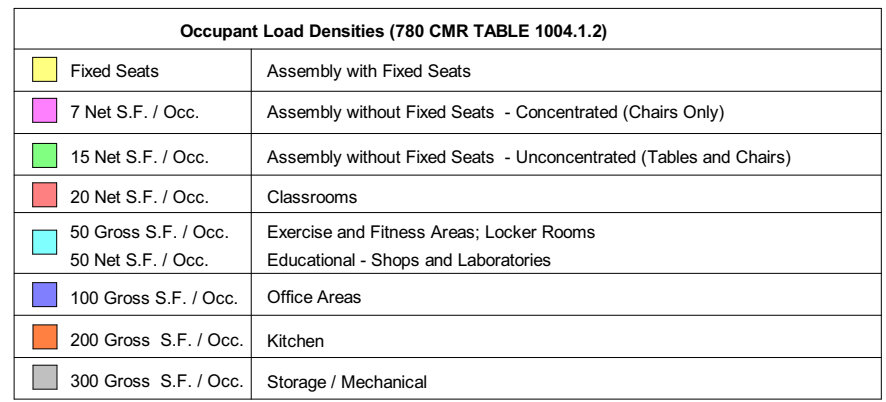 Occupant Load Densities (780 CMR TABLE 1004.1.2)
Fixed Seats Assembly with Fixed Seats
7 Net S.F. / Occ. Assembly without Fixed Seats - Concentrated (Chairs Only)
15 Net S.F. / Occ. Assembly without Fixed Seats - Unconcentrated (Tables and Chairs)
20 Net S.F. / Occ. Classrooms
50 Gross S.F. / Occ. Exercise and Fitness Areas; Locker Rooms
50 Net S.F. / Occ. Educational - Shops and Laboratories
100 Gross S.F. / Occ. Office Areas
200 Gross S.F. / Occ. Kitchen
300 Gross S.F. / Occ. Storage / Mechanical